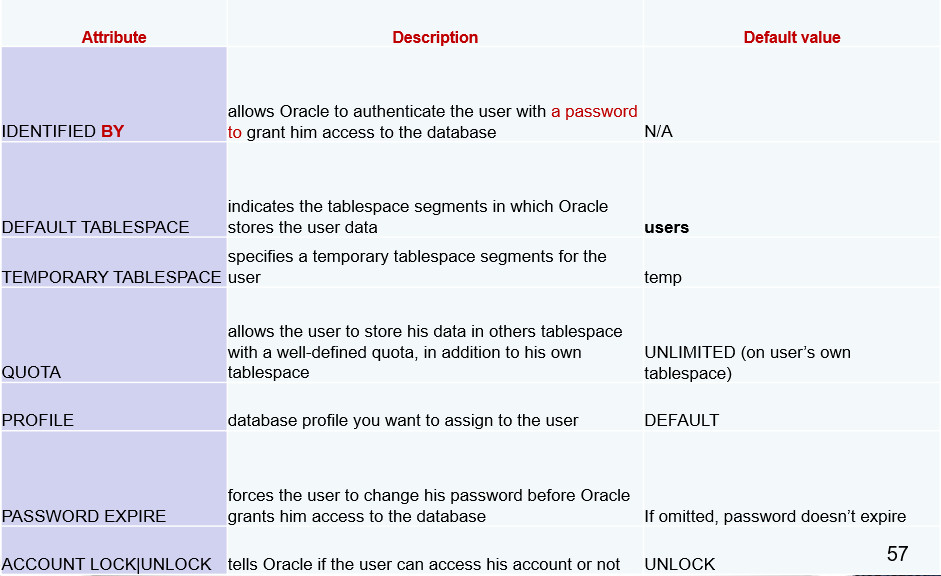 Attribute Description Default value
allows Oracle to authenticate the user with a password
IDENTIFIED BY to grant him access to the database N/A
indicates the tablespace segments in which Oracle
DEFAULT TABLESPACE stores the user data users
specifies a temporary tablespace segments for the
TEMPORARY TABLESPACE user temp
allows the user to store his data in others tablespace
with a well-defined quota, in addition to his own UNLIMITED (on user’s own
QUOTA tablespace tablespace)
PROFILE database profile you want to assign to the user DEFAULT
forces the user to change his password before Oracle
PASSWORD EXPIRE grants him access to the database If omitted, password doesn’t expire
ACCOUNT LOCK|UNLOCK tells Oracle if the user can access his account or not UNLOCK
57